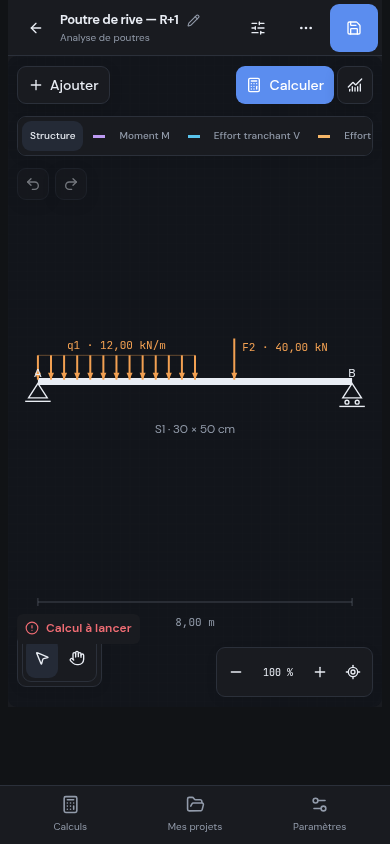 Poutre de rive — R+1
Analyse de poutres
Ajouter
Calculer
Structure
Moment M
Effort tranchant V
Effort
q1 · 12,00 kN/m
F2 · 40,00 kN
A
B
S1 · 30 × 50 cm
8,00 m
Calcul à lancer
100 %
Calculs
Mes projets
Paramètres